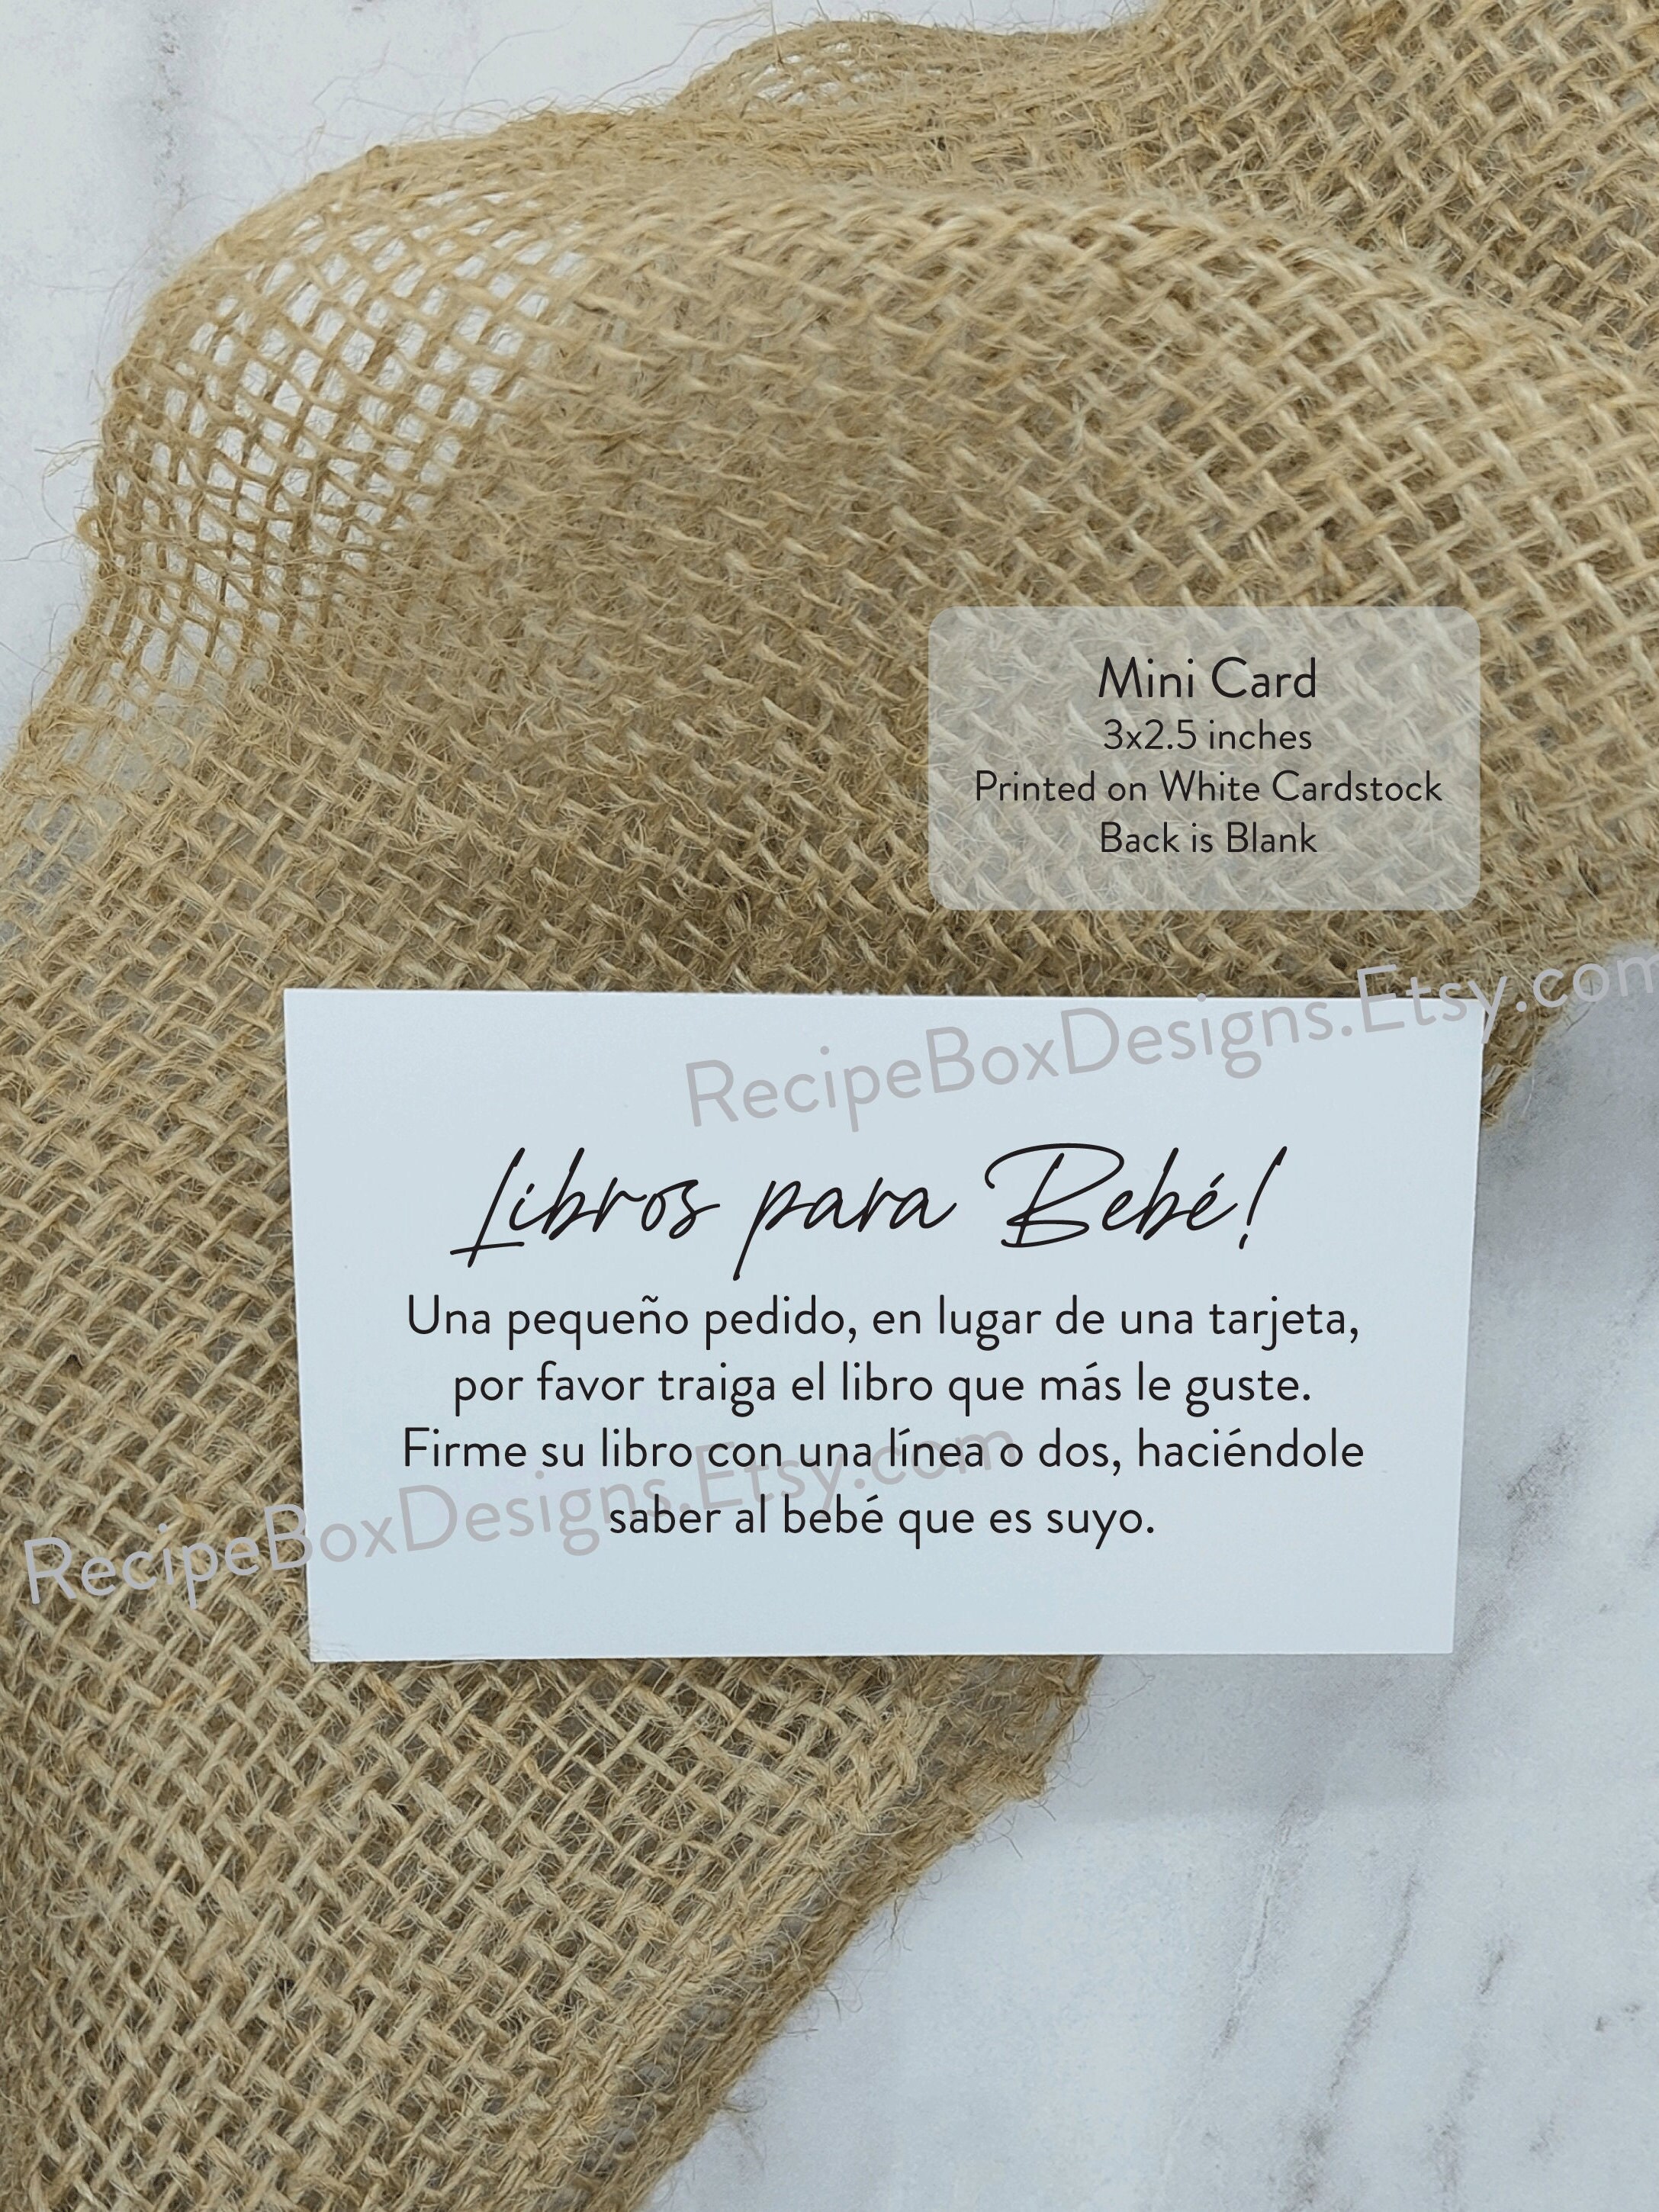 Mini Card
3x2.5 inches
Printed on White Cardstock
Back is Blank
RecipeBoxDesigns.Etsy.com
Libros para Bebé!
Una pequeño pedido, en lugar de una tarjeta,
por favor traiga el libro que más le guste.
Firme su libro con una línea o dos, haciéndole
saber al bebé que es suyo.
RecipeBoxDesigns.Etsy.com